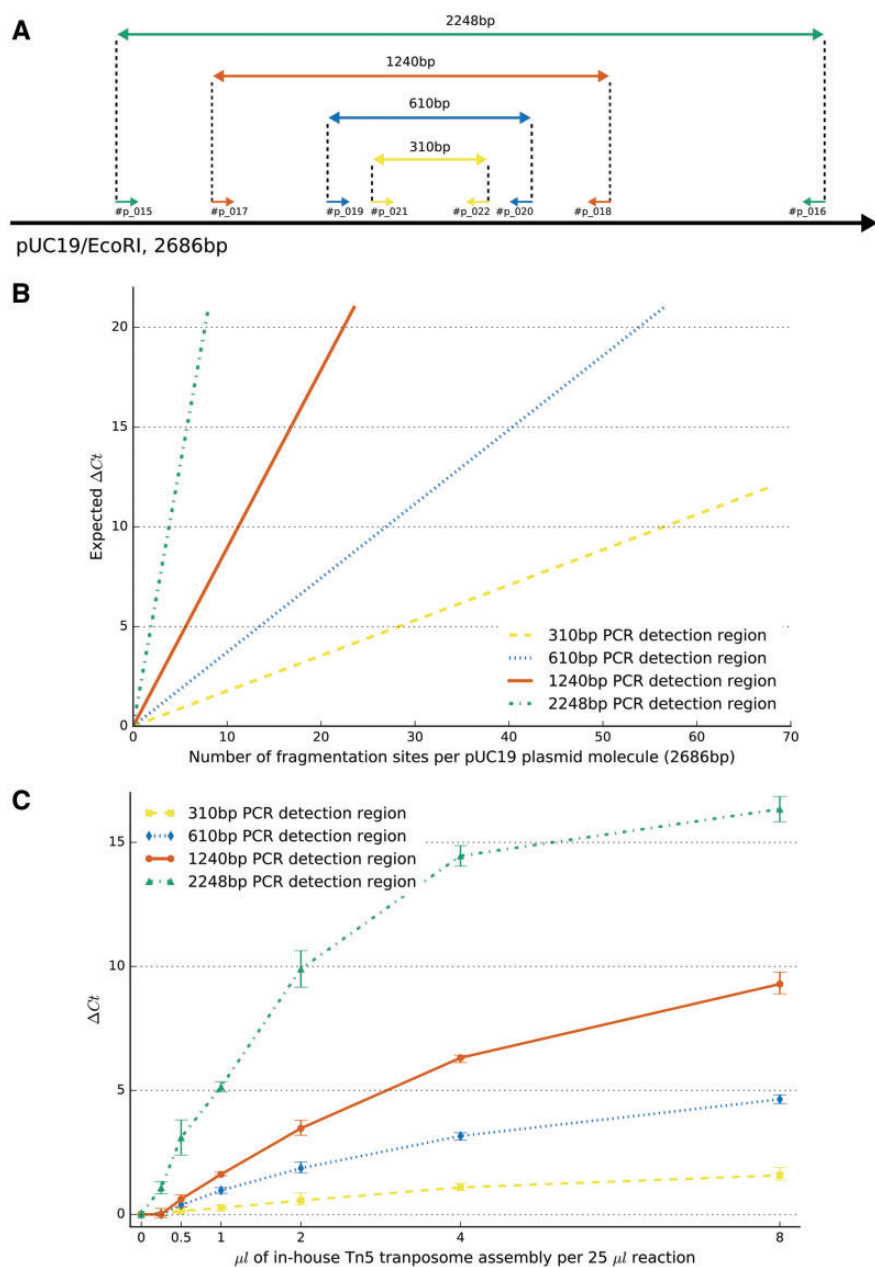 A
2248bp
1240bp
610bp
310bp
#p_015
#p_017
#p_019
#p_021
#p_022
#p_020
#p_018
#p_016
pUC19/EcoRI, 2686bp
B
Expected ΔCt
20
15
10
5
0
0 10 20 30 40 50 60 70
310bp PCR detection region
610bp PCR detection region
1240bp PCR detection region
2248bp PCR detection region
Number of fragmentation sites per pUC19 plasmid molecule (2686bp)
C
310bp PCR detection region
610bp PCR detection region
1240bp PCR detection region
2248bp PCR detection region
ΔCt
15
10
5
0
0 0.5 1 2 4 8
μl of in-house Tn5 tranposome assembly per 25 μl reaction